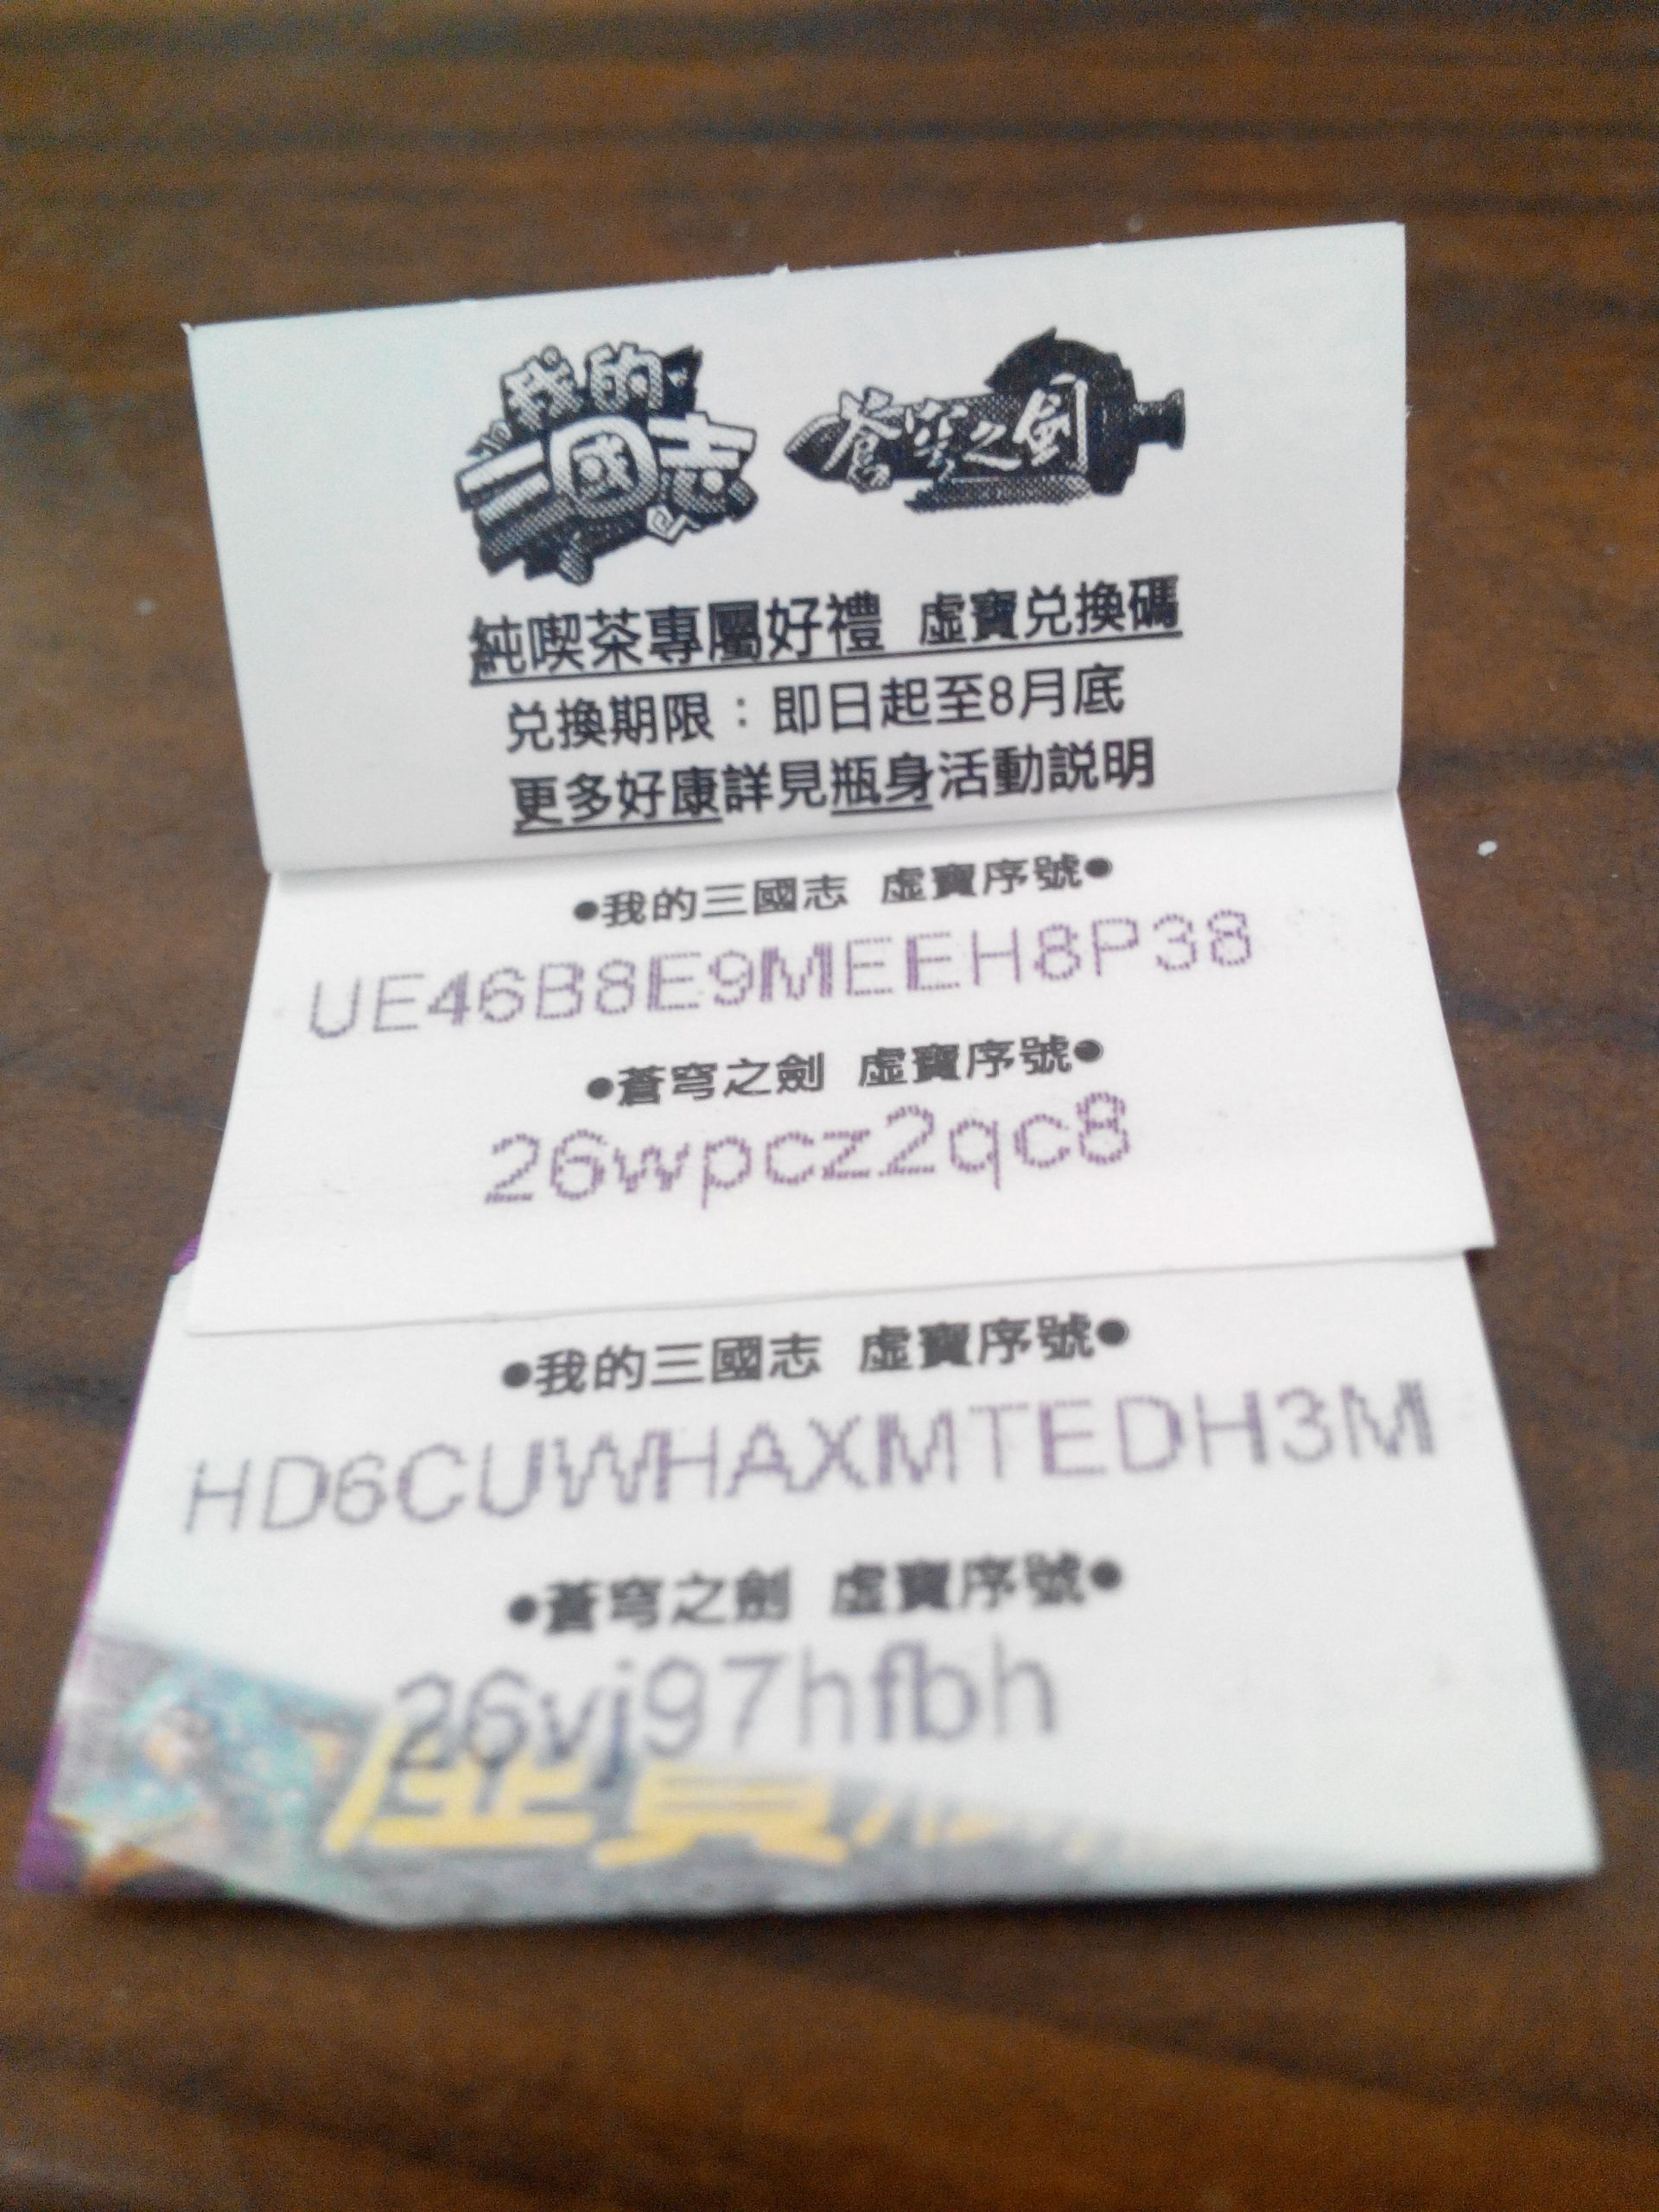 我的
三國志
蒼穹之劍
純喫茶專屬好禮 虛寶兌換碼
兌換期限：即日起至8月底
更多好康詳見瓶身活動説明
●我的三國志 虛寶序號●
UE46B8E9MEEH8P38
●蒼穹之劍 虛寶序號●
26wpcz2qc8
●我的三國志 虛寶序號●
HD6CUWHAXMTEDH3M
●蒼穹之劍 虛寶序號●
26vj97hfbh